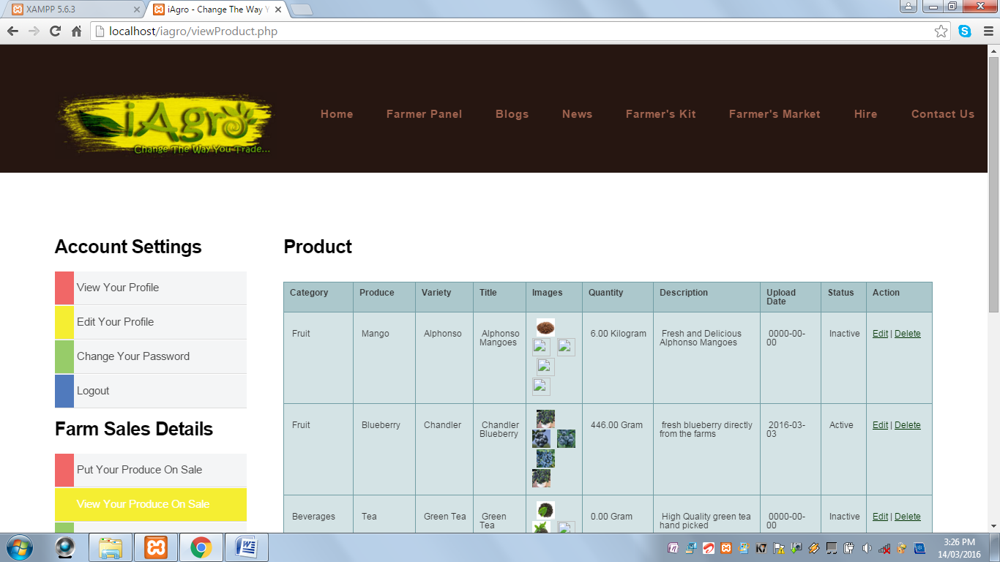 XAMPP 5.6.3
iAgro - Change The Way Y
localhost/iagro/viewProduct.php
iAgro
Change The Way You Trade...
Home Farmer Panel Blogs News Farmer's Kit Farmer's Market Hire Contact Us
Account Settings
View Your Profile
Edit Your Profile
Change Your Password
Logout
Farm Sales Details
Put Your Produce On Sale
View Your Produce On Sale
Product
Category Produce Variety Title Images Quantity Description Upload Status Action
Date
Fruit Mango Alphonso Alphonso 6.00 Kilogram Fresh and Delicious 0000-00- Inactive Edit | Delete
Mangoes Alphonso Mangoes 00
Fruit Blueberry Chandler Chandler 446.00 Gram fresh blueberry directly 2016-03- Active Edit | Delete
Blueberry from the farms 03
Beverages Tea Green Tea Green 0.00 Gram High Quality green tea 0000-00- Inactive Edit | Delete
Tea hand picked 00
3:26 PM
14/03/2016